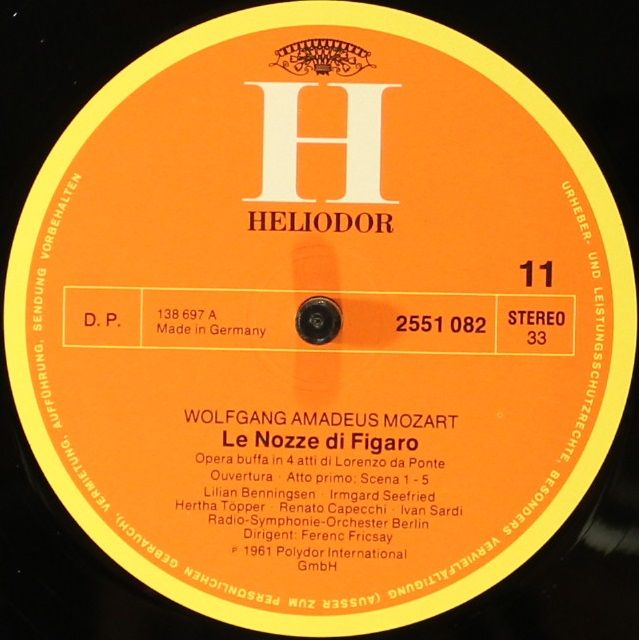 H
HELIODOR
11
D. P.
138 697 A
Made in Germany
2551 082
STEREO
33
WOLFGANG AMADEUS MOZART
Le Nozze di Figaro
Opera buffa in 4 atti di Lorenzo da Ponte
Ouvertura · Atto primo: Scena 1 - 5
Lilian Benningsen · Irmgard Seefried
Hertha Töpper · Renato Capecchi · Ivan Sardi
Radio-Symphonie-Orchester Berlin
Dirigent: Ferenc Fricsay
℗ 1961 Polydor International
GmbH
URHEBER- UND LEISTUNGSSCHUTZRECHTE, BESONDERS VERVIELFÄLTIGUNG (AUSSER ZUM PERSÖNLICHEN GEBRAUCH), VERMIETUNG, AUFFÜHRUNG, SENDUNG VORBEHALTEN